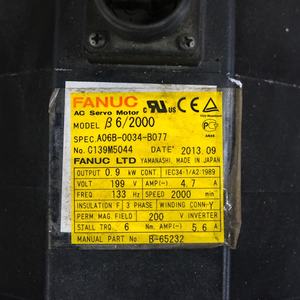 FANUC
AC Servo Motor
MODEL β 6/2000
SPEC. A06B-0034-B077
No. C139M5044 DATE 2013.09
FANUC LTD YAMANASHI, MADE IN JAPAN
OUTPUT 0.9 kW CONT IEC34-1/A2:1989
VOLT 199 V AMP(~) 4.7 A
FREQ 133 Hz SPEED 2000 min
INSULATION F 3 PHASE WINDING CONN-Y
PERM. MAG. FIELD 200 V INVERTER
STALL TRQ. 6 Nm AMP(~) 5.6 A
MANUAL PART No. B-65232